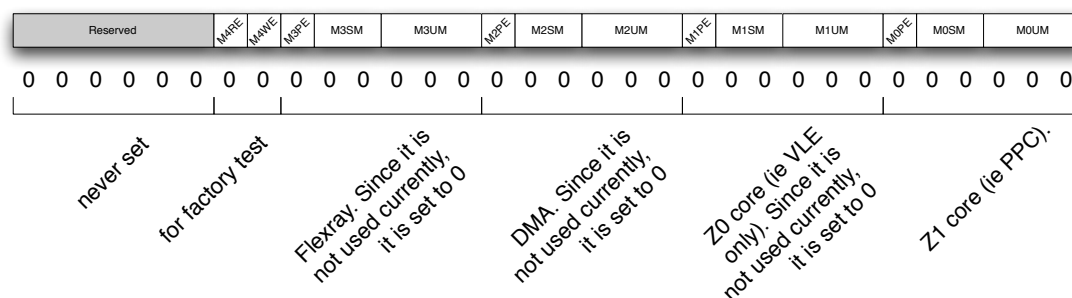 Reserved M4RE M4WE M3PE M3SM M3UM M2PE M2SM M2UM M1PE M1SM M1UM M0PE M0SM M0UM
0 0 0 0 0 0 0 0 0 0 0 0 0 0 0 0 0 0 0 0 0 0 0 0 0 0 0 0 0 0 0 0
never set
for factory test
Flexray. Since it is
not used currently,
it is set to 0
DMA. Since it is
not used currently,
it is set to 0
Z0 core (ie VLE
only). Since it is
not used currently,
it is set to 0
Z1 core (ie PPC).